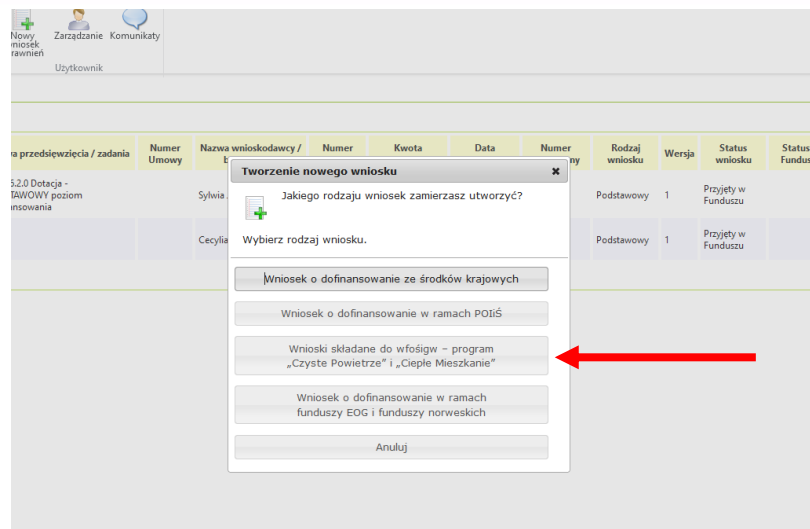 Nowy
wniosek
rawnień
Zarządzanie
Komunikaty
Użytkownik
a przedsięwzięcia / zadania
Numer
Umowy
Nazwa wnioskodawcy /
b
Numer
Kwota
Data
Numer
ny
Rodzaj
wniosku
Wersja
Status
wniosku
Status
Fundus
5.2.0 Dotacja -
TAWOWY poziom
nsowania
Sylwia
Podstawowy
1
Przyjęty w
Funduszu
Cecylia
Podstawowy
1
Przyjęty w
Funduszu
Tworzenie nowego wniosku
Jakiego rodzaju wniosek zamierzasz utworzyć?
Wybierz rodzaj wniosku.
Wniosek o dofinansowanie ze środków krajowych
Wniosek o dofinansowanie w ramach POIiŚ
Wnioski składane do wfośigw – program
„Czyste Powietrze” i „Ciepłe Mieszkanie”
Wniosek o dofinansowanie w ramach
funduszy EOG i funduszy norweskich
Anuluj